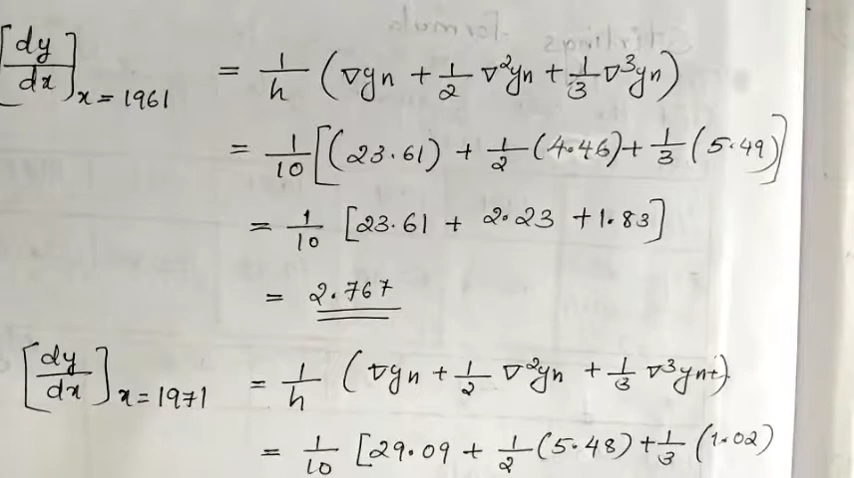 Stirlings formula
[dy/dx]x=1961 = 1/h (∇yn + 1/2 ∇²yn + 1/3 ∇³yn)
= 1/10 [(23.61) + 1/2 (4.46) + 1/3 (5.49)]
= 1/10 [23.61 + 2.23 + 1.83]
= 2.767
[dy/dx]x=1971 = 1/h (∇yn + 1/2 ∇²yn + 1/3 ∇³yn+)
= 1/10 [29.09 + 1/2 (5.48) + 1/3 (1.02)